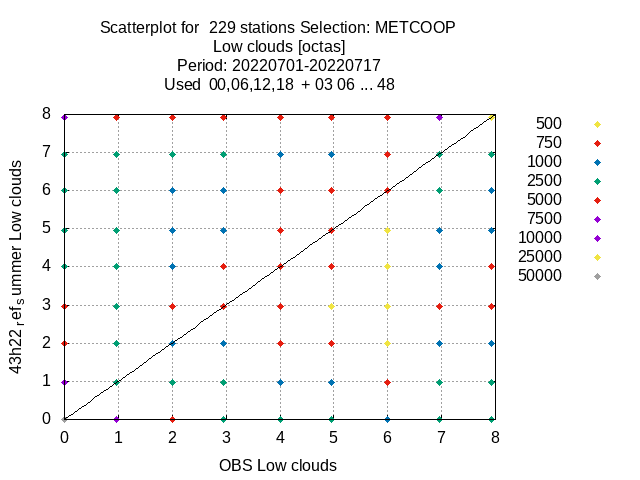 Scatterplot for 229 stations Selection: METCOOP
Low clouds [octas]
Period: 20220701-20220717
Used 00,06,12,18 + 03 06 ... 48
43h22ᵣefₛummer Low clouds
8
7
6
5
4
3
2
1
0
0 1 2 3 4 5 6 7 8
OBS Low clouds
500
750
1000
2500
5000
7500
10000
25000
50000